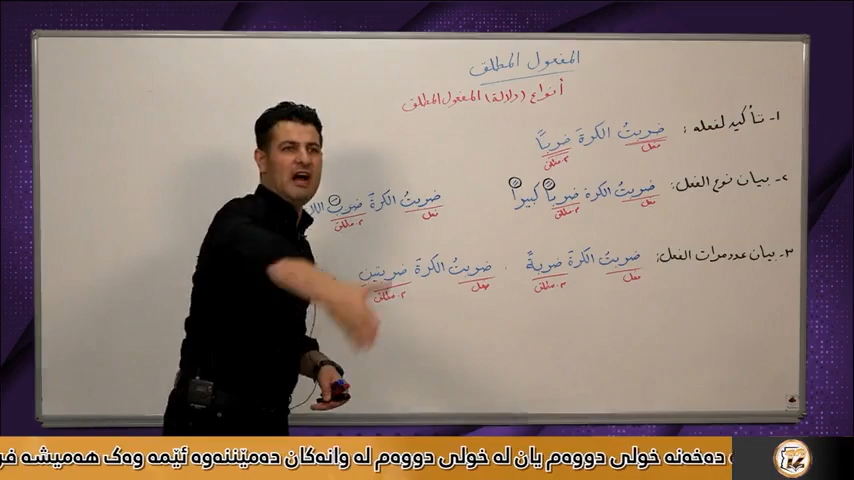 المفعول المطلق
أنواع (دلالة) المفعول المطلق
١- تأكيد لفعله : ضربتُ الكرةَ ضرباً
فعل م.مطلق
٢- بيان نوع الفعل: ضربتُ الكرة ضرباً كبيراً ضربتُ الكرةَ ضربَ
فعل م.مطلق فعل م.مطلق
٣- بيان عدد مرات الفعل: ضربتُ الكرةَ ضربةً . ضربتُ الكرةَ ضربتين
فعل م.مطلق فعل م.مطلق
دەخەنە خولی دووەم یان لە خولی دووەم لە وانەکان دەمێننەوە ئێمە وەک هەمیشە